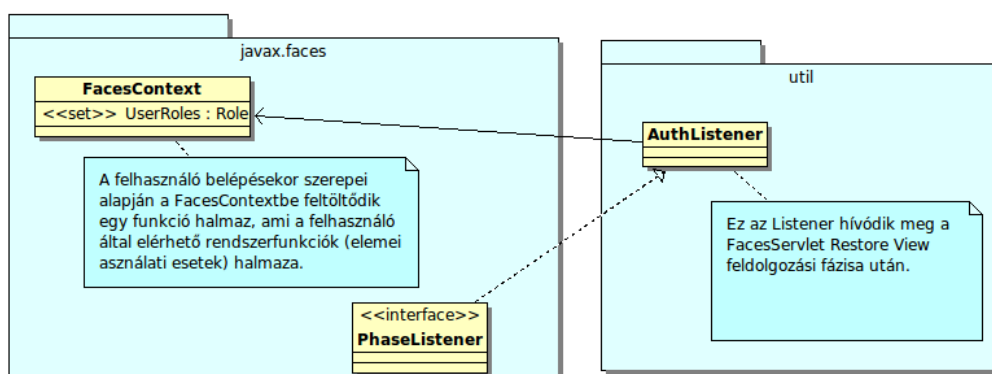 javax.faces
FacesContext
<<set>> UserRoles : Role
A felhasználó belépésekor szerepei
alapján a FacesContextbe feltöltődik
egy funkció halmaz, ami a felhasználó
által elérhető rendszerfunkciók (elemei
asználati esetek) halmaza.
<<interface>>
PhaseListener
util
AuthListener
Ez az Listener hívódik meg a
FacesServlet Restore View
feldolgozási fázisa után.